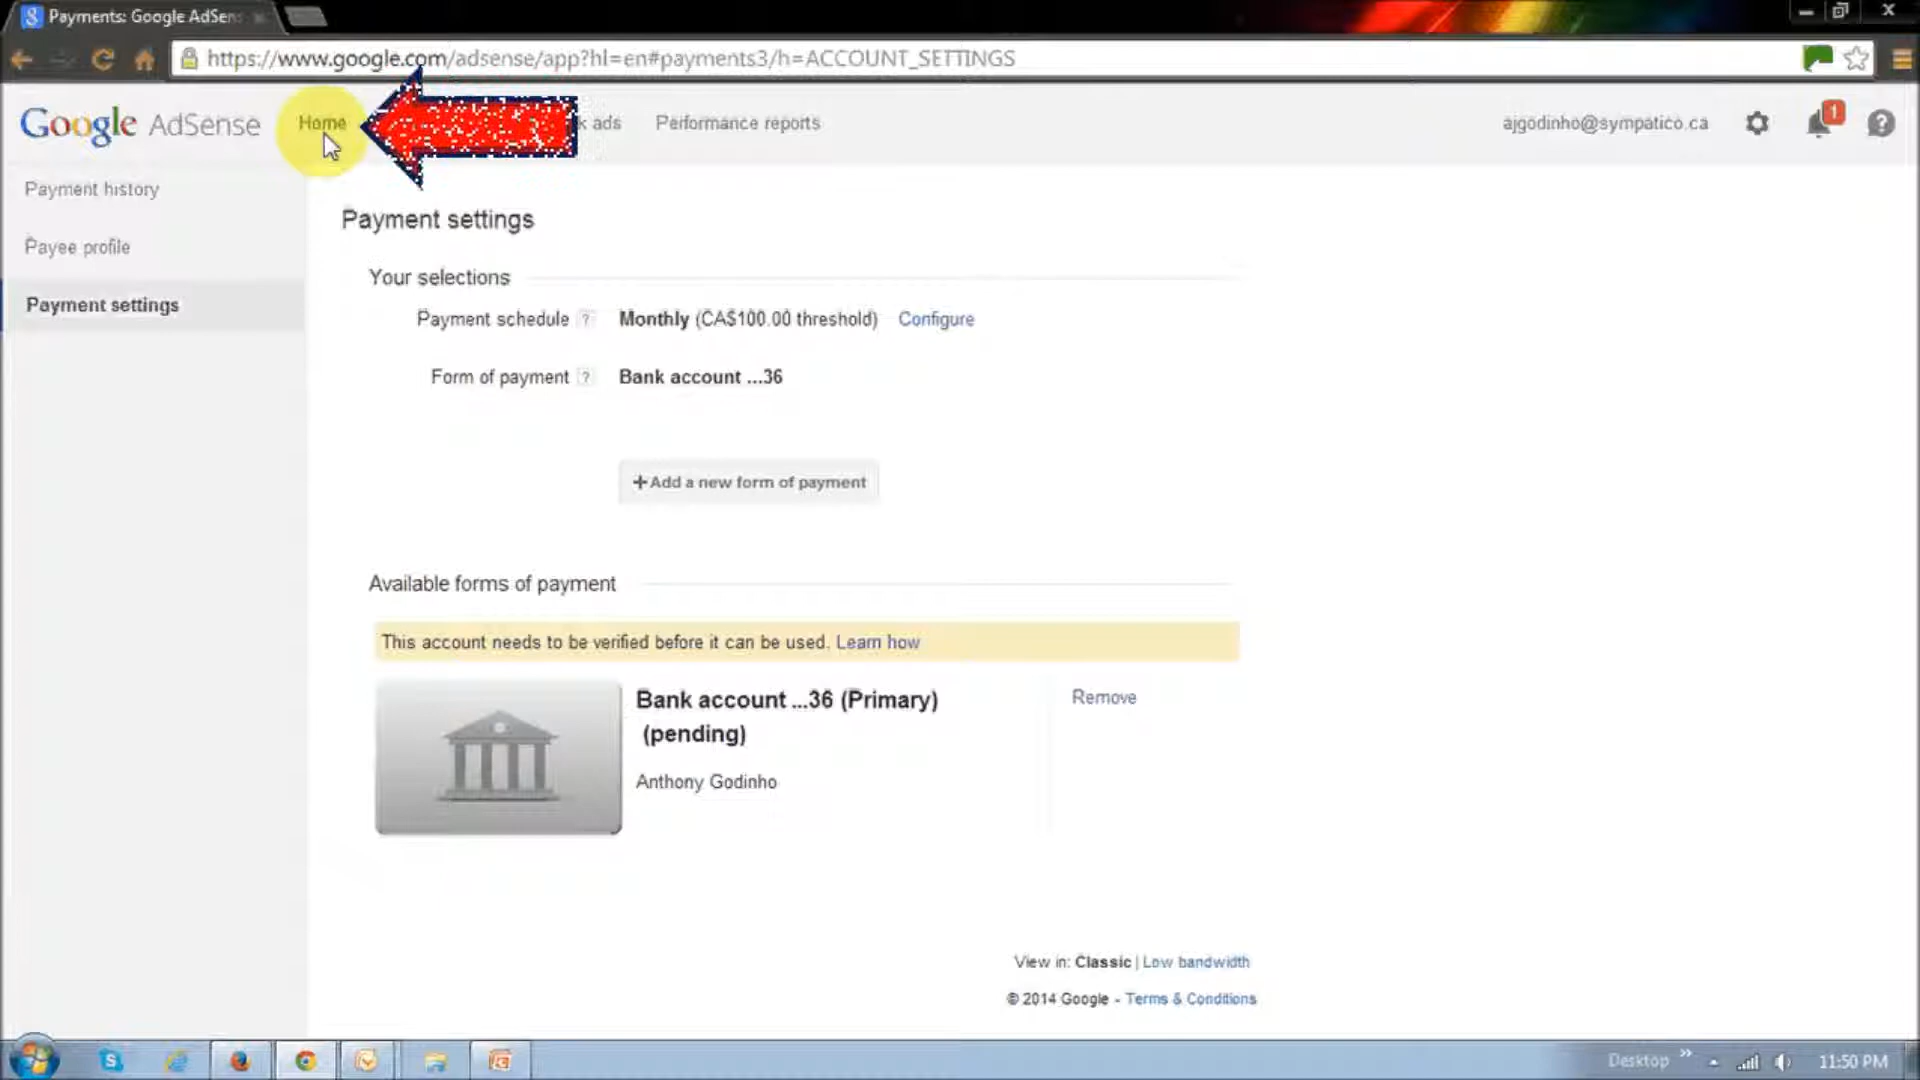 Payments: Google AdSen
https://www.google.com/adsense/app?hl=en#payments3/h=ACCOUNT_SETTINGS
Google AdSense Home ads Performance reports ajgodinho@sympatico.ca 1 ?
Payment history
Payee profile
Payment settings
Payment settings
Your selections
Payment schedule ? Monthly (CA$100.00 threshold) Configure
Form of payment ? Bank account ...36
+Add a new form of payment
Available forms of payment
This account needs to be verified before it can be used. Learn how
Bank account ...36 (Primary)
(pending)
Remove
Anthony Godinho
View in: Classic | Low bandwidth
© 2014 Google - Terms & Conditions
Desktop » 11:50 PM